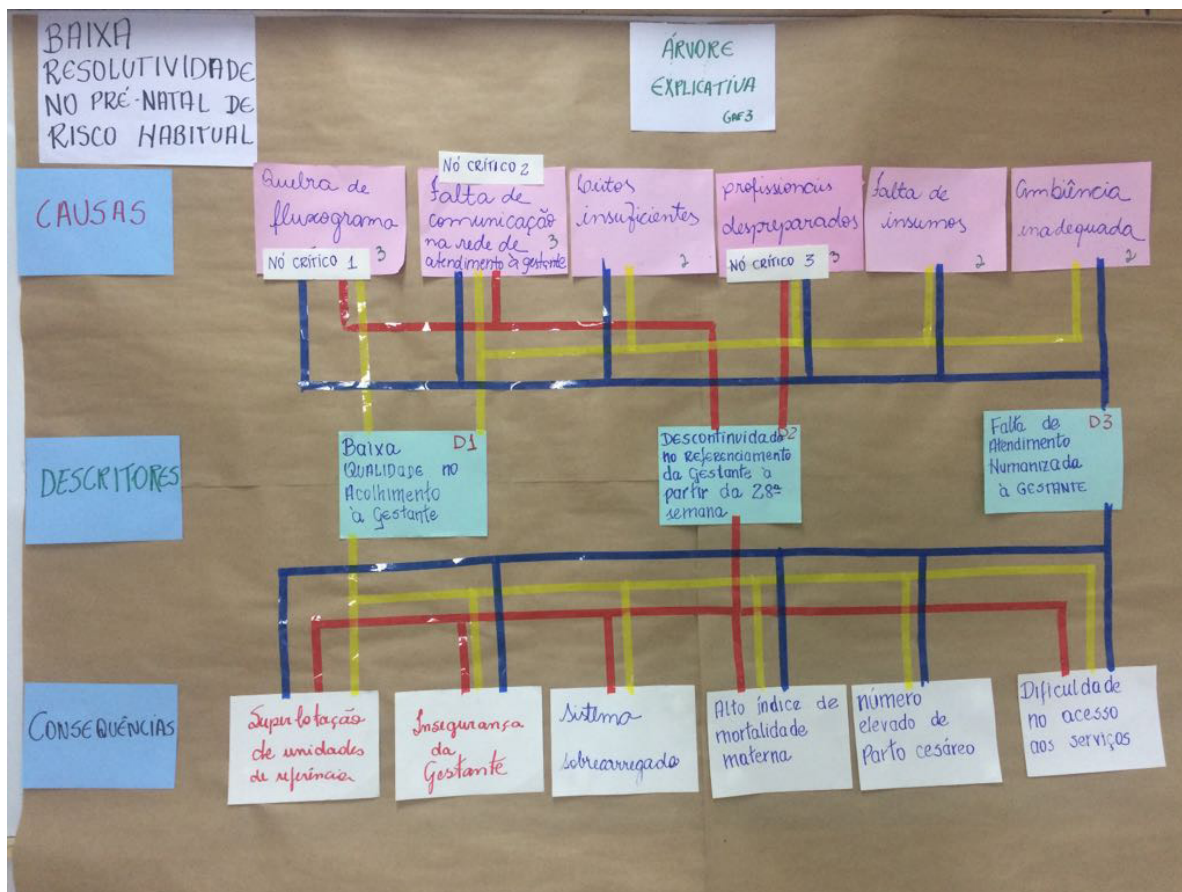 BAIXA
RESOLUTIVIDADE
NO PRÉ-NATAL DE
RISCO HABITUAL
ÁRVORE
EXPLICATIVA
GAF3
CAUSAS
Quebra de
fluxograma
3
NÓ CRÍTICO 1
NÓ CRÍTICO 2
Falta de
comunicação
na rede de
3
atendimento à gestante
leitos
insuficientes
2
profissionais
despreparados
3
NÓ CRÍTICO 3
falta de
insumos
2
Ambiência
inadequada
2
DESCRITORES
D1
Baixa
QUALIDADE no
Acolhimento
à Gestante
D2
DESCONTINUIDADE
no REFERENCIAMENTO
da GESTANTE à
partir da 28ª
semana
D3
Falta de
Atendimento
Humanizada
à GESTANTE
CONSEQUÊNCIAS
Superlotação
de unidades
de referência
Insegurança
da
Gestante
Sistema
sobrecarregado
Alto índice de
mortalidade
materna
número
elevado de
Parto cesáreo
Dificuldade
no acesso
aos serviços